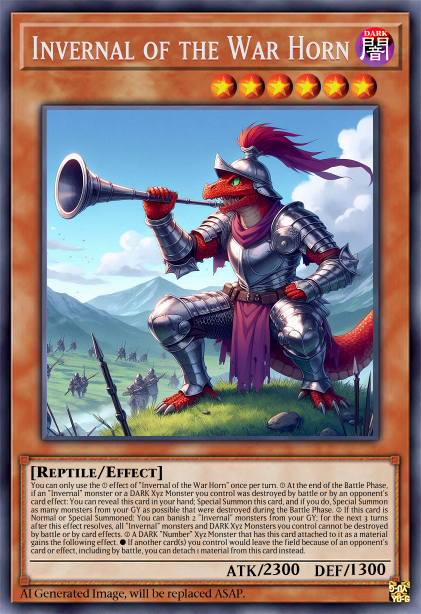 INVERNAL OF THE WAR HORN
DARK
闇
[REPTILE/EFFECT]
You can only use the ① effect of "Invernal of the War Horn" once per turn. ① At the end of the Battle Phase,
if an "Invernal" monster or a DARK Xyz Monster you control was destroyed by battle or by an opponent's
card effect: You can reveal this card in your hand; Special Summon this card, and if you do, Special Summon
as many monsters from your GY as possible that were destroyed during the Battle Phase. ② If this card is
Normal or Special Summoned: You can banish 2 "Invernal" monsters from your GY; for the next 3 turns
after this effect resolves, all "Invernal" monsters and DARK Xyz Monsters you control cannot be destroyed
by battle or by card effects. ③ A DARK "Number" Xyz Monster that has this card attached to it as a material
gains the following effect. ● If another card(s) you control would leave the field because of an opponent's
card or effect, including by battle, you can detach 1 material from this card instead.
ATK/2300 DEF/1300
AI Generated Image, will be replaced ASAP.